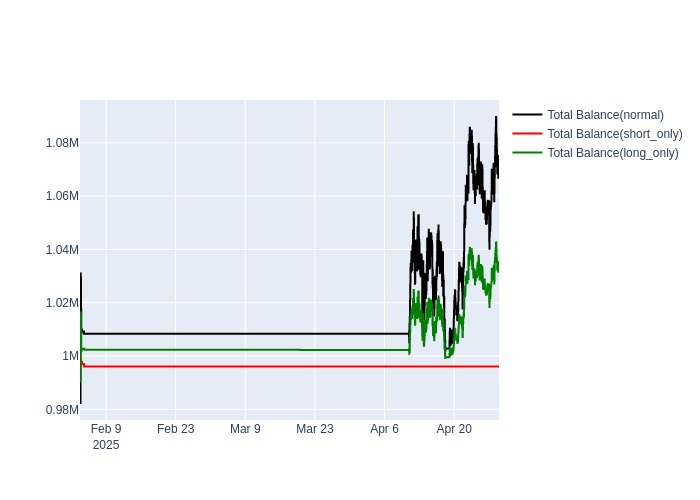 Total Balance(normal)
Total Balance(short_only)
Total Balance(long_only)
1.08M
1.06M
1.04M
1.02M
1M
0.98M
Feb 9
2025
Feb 23
Mar 9
Mar 23
Apr 6
Apr 20